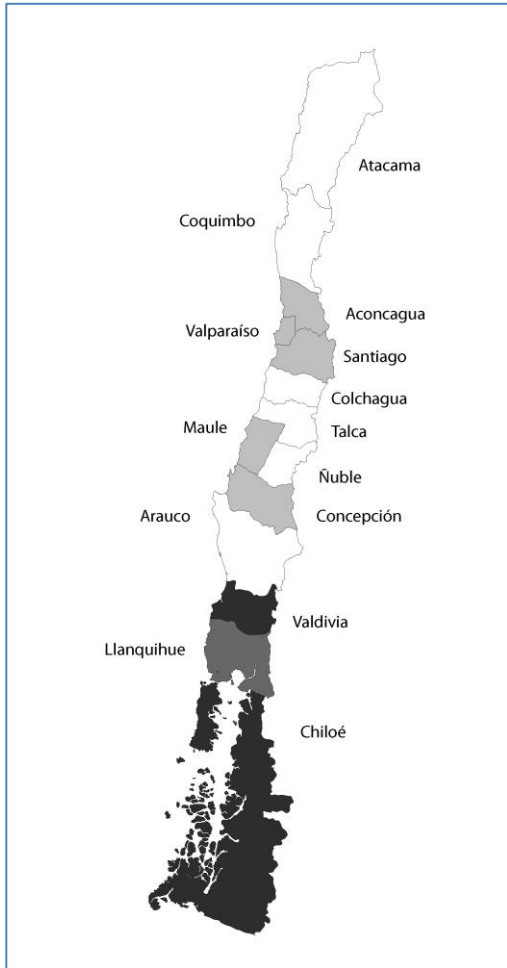 Atacama
Coquimbo
Aconcagua
Valparaíso
Santiago
Colchagua
Maule
Talca
Ñuble
Arauco
Concepción
Valdivia
Llanquihue
Chiloé